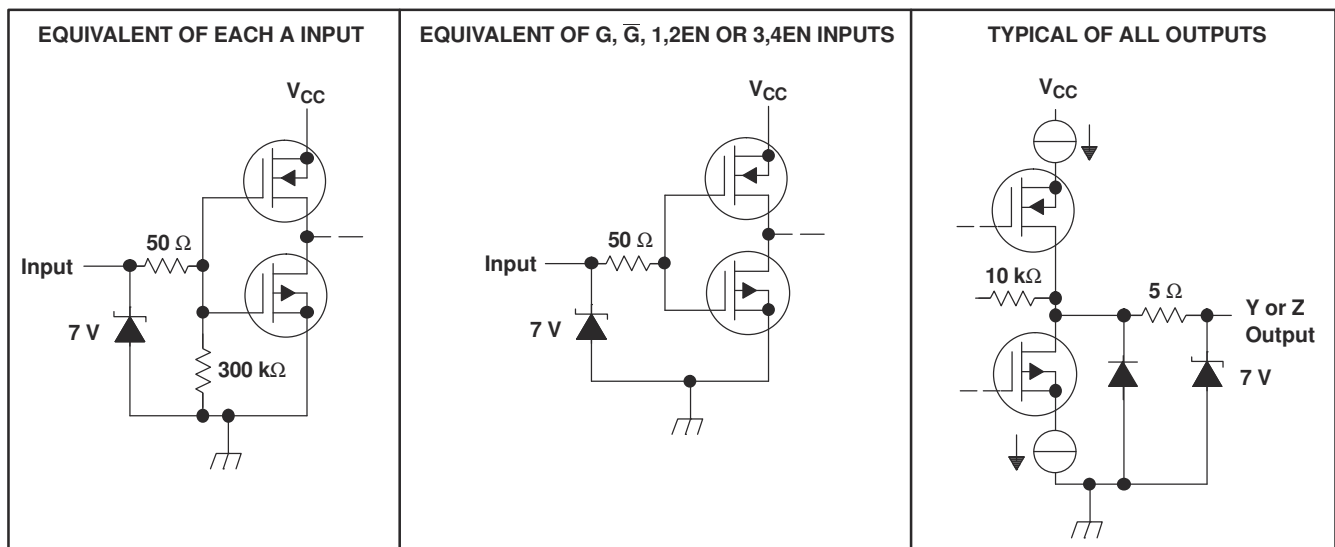 EQUIVALENT OF EACH A INPUT
VCC
50 Ω
Input
7 V
300 kΩ
EQUIVALENT OF G, G̅, 1,2EN OR 3,4EN INPUTS
VCC
50 Ω
Input
7 V
TYPICAL OF ALL OUTPUTS
VCC
10 kΩ
5 Ω
Y or Z
Output
7 V